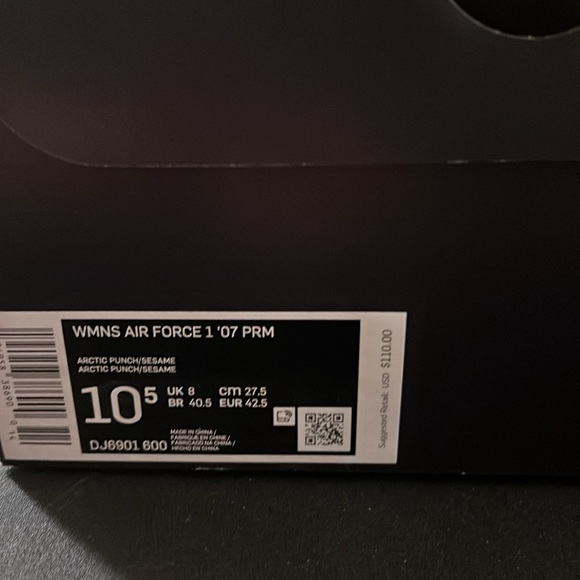 WMNS AIR FORCE 1 '07 PRM
ARCTIC PUNCH/SESAME
ARCTIC PUNCH/SESAME
10⁵ UK 8 cm 27.5
BR 40.5 EUR 42.5
DJ6901 600
MADE IN CHINA /
FABRIQUE EN CHINE /
FABRICADO NA CHINA /
HECHO EN CHINA
Suggested Retail: USD $110.00